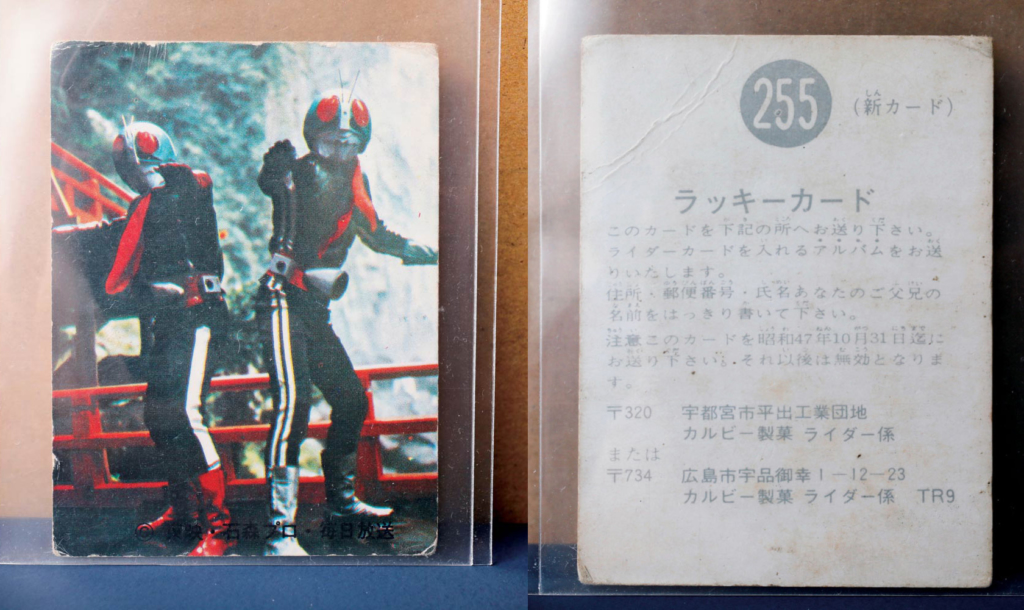 © 東映・石森プロ・毎日放送
255
(新カード)
しん
ラッキーカード
このカードを下記の所へお送り下さい。
ライダーカードを入れるアルバムをお送
りいたします。
住所・郵便番号・氏名あなたのご父兄の
名前をはっきり書いて下さい。
注意このカードを昭和47年10月31日迄に
お送り下さい。それ以後は無効となりま
す。
〒320 宇都宮市平出工業団地
カルビー製菓 ライダー係
または
〒734 広島市宇品御幸1-12-23
カルビー製菓 ライダー係 TR9